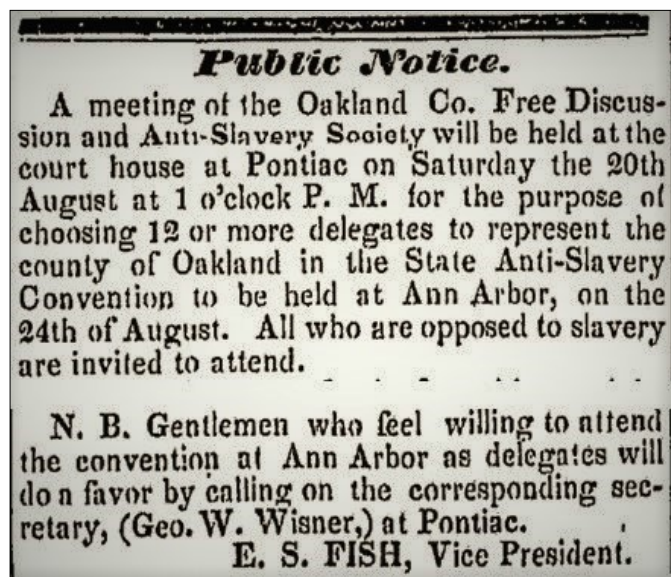 Public Notice.
A meeting of the Oakland Co. Free Discus-
sion and Anti-Slavery Society will be held at the
court house at Pontiac on Saturday the 20th
August at 1 o'clock P. M. for the purpose of
choosing 12 or more delegates to represent the
county of Oakland in the State Anti-Slavery
Convention to be held at Ann Arbor, on the
24th of August. All who are opposed to slavery
are invited to attend.
N. B. Gentlemen who feel willing to attend
the convention at Ann Arbor as delegates will
do a favor by calling on the corresponding sec-
retary, (Geo. W. Wisner,) at Pontiac.
E. S. FISH, Vice President.